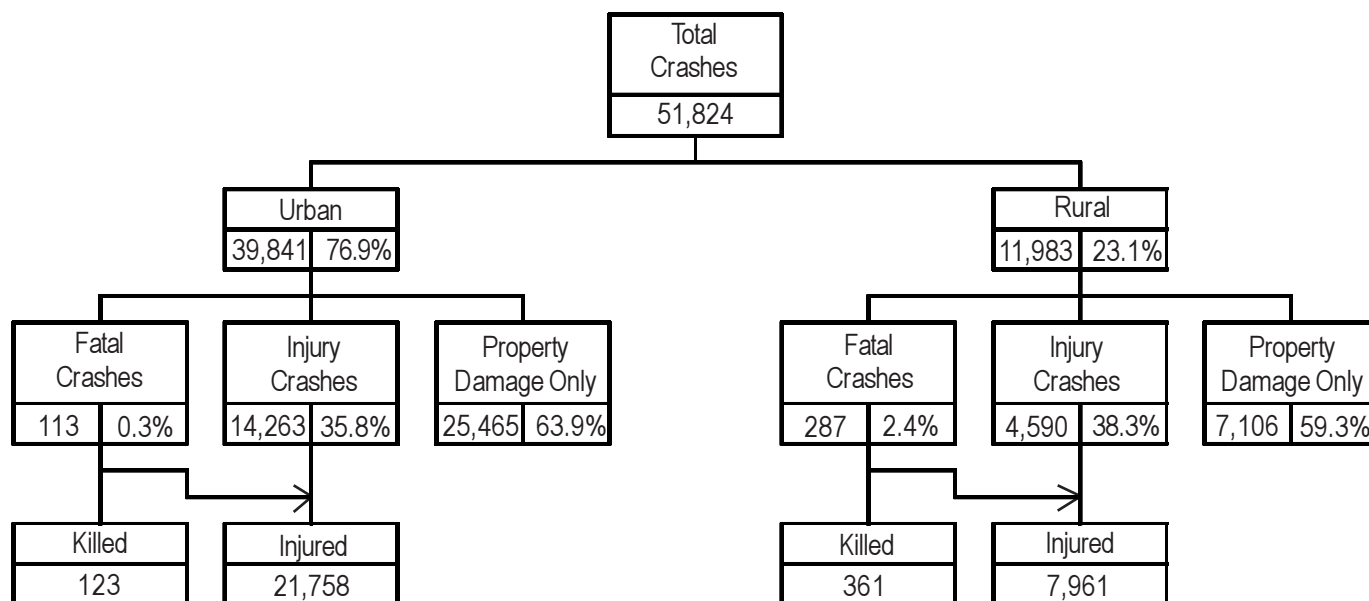 Total
Crashes
51,824
Urban
39,841 76.9%
Rural
11,983 23.1%
Fatal
Crashes
113 0.3%
Injury
Crashes
14,263 35.8%
Property
Damage Only
25,465 63.9%
Fatal
Crashes
287 2.4%
Injury
Crashes
4,590 38.3%
Property
Damage Only
7,106 59.3%
Killed
123
Injured
21,758
Killed
361
Injured
7,961